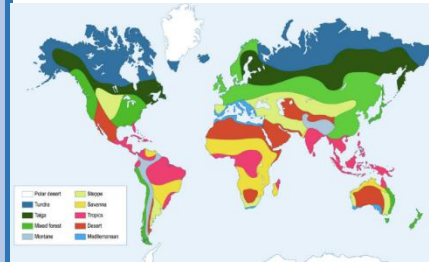 Polar desert
Tundra
Taiga
Mixed forest
Montane
Steppe
Savanna
Tropics
Desert
Mediterranean